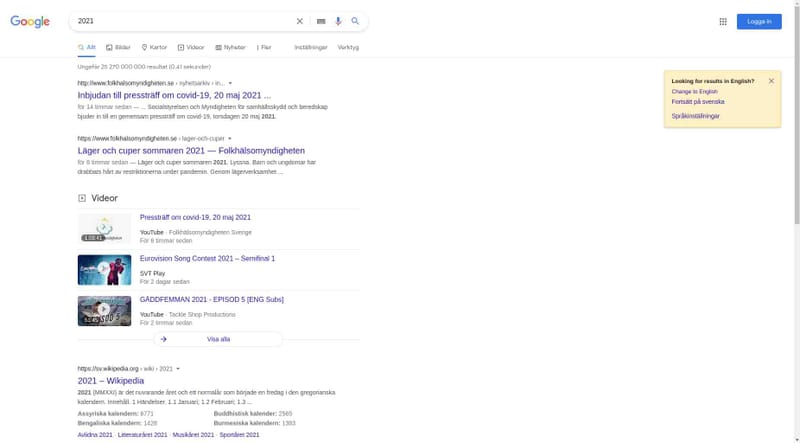 Google
2021
Logga in
Allt Bilder Kartor Videor Nyheter Fler Inställningar Verktyg
Ungefär 25 270 000 000 resultat (0,41 sekunder)
Looking for results in English?
Change to English
Fortsätt på svenska
Språkinställningar
http://www.folkhalsomyndigheten.se › nyhetsarkiv › in...
Inbjudan till pressträff om covid-19, 20 maj 2021 ...
för 14 timmar sedan — ... Socialstyrelsen och Myndigheten för samhällsskydd och beredskap
bjuder in till en gemensam pressträff om covid-19, torsdagen 20 maj 2021.
https://www.folkhalsomyndigheten.se › lager-och-cuper
Läger och cuper sommaren 2021 — Folkhälsomyndigheten
för 6 timmar sedan — Läger och cuper sommaren 2021. Lyssna. Barn och ungdomar har
drabbats hårt av restriktionerna under pandemin. Genom lägerverksamhet ...
Videor
Pressträff om covid-19, 20 maj 2021
YouTube · Folkhälsomyndigheten Sverige
För 9 timmar sedan
Eurovision Song Contest 2021 – Semifinal 1
SVT Play
För 2 dagar sedan
GÄDDFEMMAN 2021 - EPISOD 5 [ENG Subs]
YouTube · Tackle Shop Productions
För 2 timmar sedan
Visa alla
https://sv.wikipedia.org › wiki › 2021
2021 – Wikipedia
2021 (MMXXI) är det nuvarande året och ett normalår som började en fredag i den gregorianska
kalendern. Innehåll. 1 Händelser. 1.1 Januari; 1.2 Februari; 1.3 ...
Assyriska kalendern: 6771 Buddhistisk kalender: 2565
Bengaliska kalendern: 1428 Burmesiska kalendern: 1383
Avlidna 2021 · Litteraturåret 2021 · Musikåret 2021 · Sportåret 2021